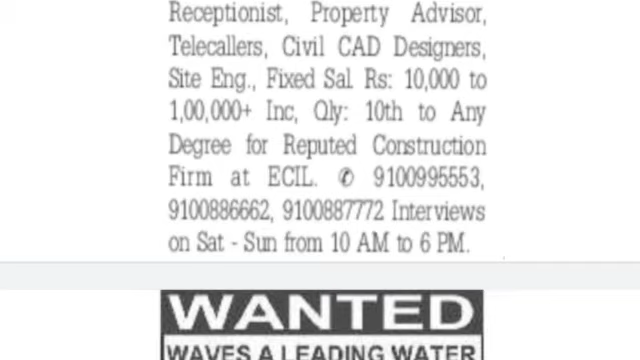 Receptionist, Property Advisor,
Telecallers, Civil CAD Designers,
Site Eng., Fixed Sal. Rs: 10,000 to
1,00,000+ Inc, Qly: 10th to Any
Degree for Reputed Construction
Firm at ECIL. ✆ 9100995553,
9100886662, 9100887772 Interviews
on Sat - Sun from 10 AM to 6 PM.
WANTED
WAVES A LEADING WATER